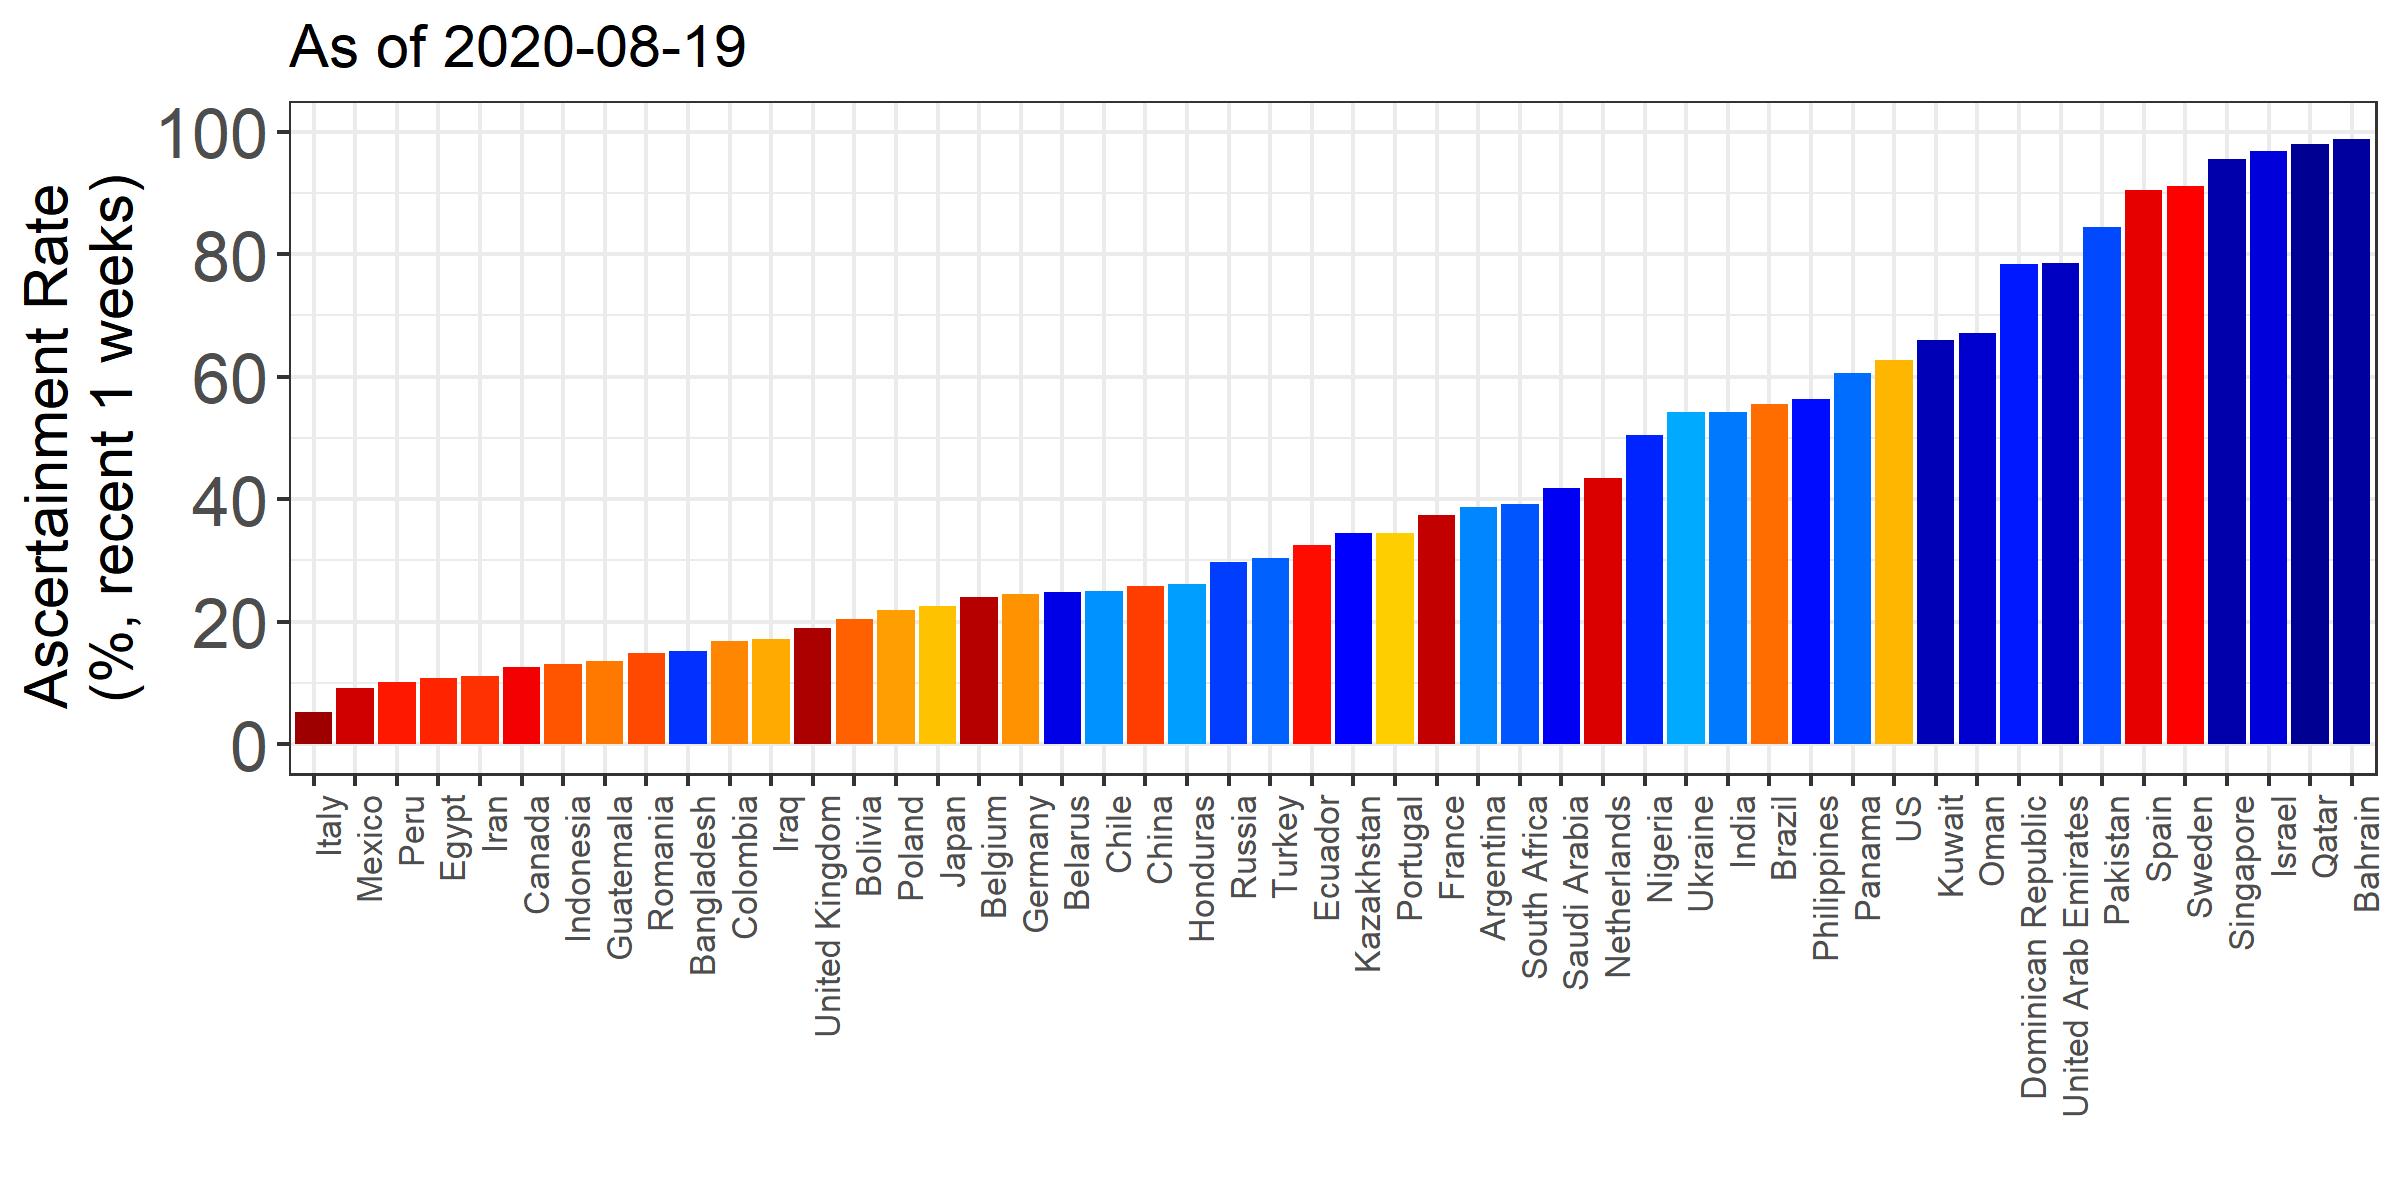 As of 2020-08-19
Ascertainment Rate
(%, recent 1 weeks)
100
80
60
40
20
0
Italy
Mexico
Peru
Egypt
Iran
Canada
Indonesia
Guatemala
Romania
Bangladesh
Colombia
Iraq
United Kingdom
Bolivia
Poland
Japan
Belgium
Germany
Belarus
Chile
China
Honduras
Russia
Turkey
Ecuador
Kazakhstan
Portugal
France
Argentina
South Africa
Saudi Arabia
Netherlands
Nigeria
Ukraine
India
Brazil
Philippines
Panama
US
Kuwait
Oman
Dominican Republic
United Arab Emirates
Pakistan
Spain
Sweden
Singapore
Israel
Qatar
Bahrain